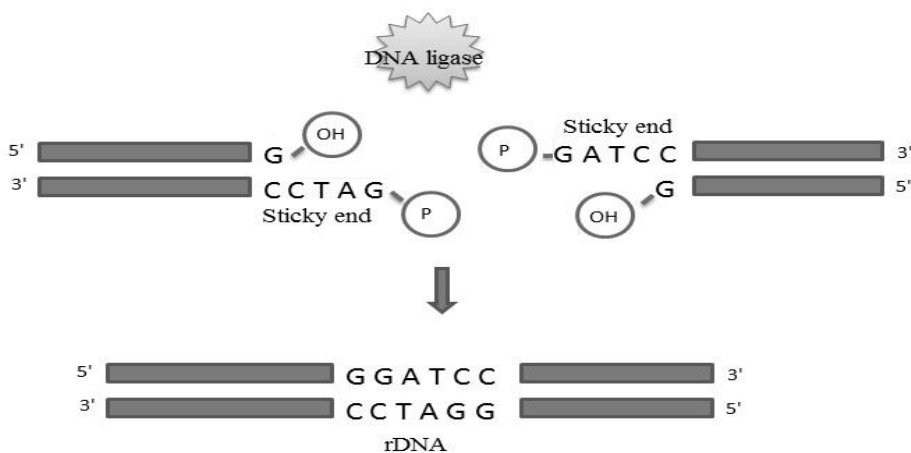 DNA ligase
5' G OH
3' CCTAG P
Sticky end
Sticky end
P GATCC 3'
OH G 5'
5' GGATCC 3'
3' CCTAGG 5'
rDNA